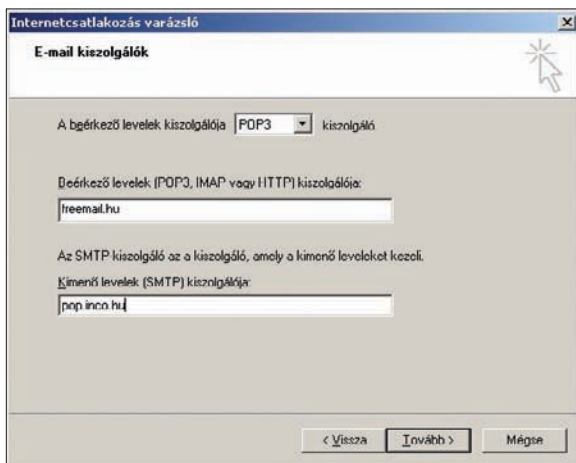 Internetcsatlakozás varázsló
E-mail kiszolgálók
A beérkező levelek kiszolgálója POP3 kiszolgáló
Beérkező levelek (POP3, IMAP vagy HTTP) kiszolgálója:
freemail.hu
Az SMTP kiszolgáló az a kiszolgáló, amely a kimenő leveleket kezeli.
Kimenő levelek (SMTP) kiszolgálója:
pop.inco.hu
< Vissza Tovább > Mégse